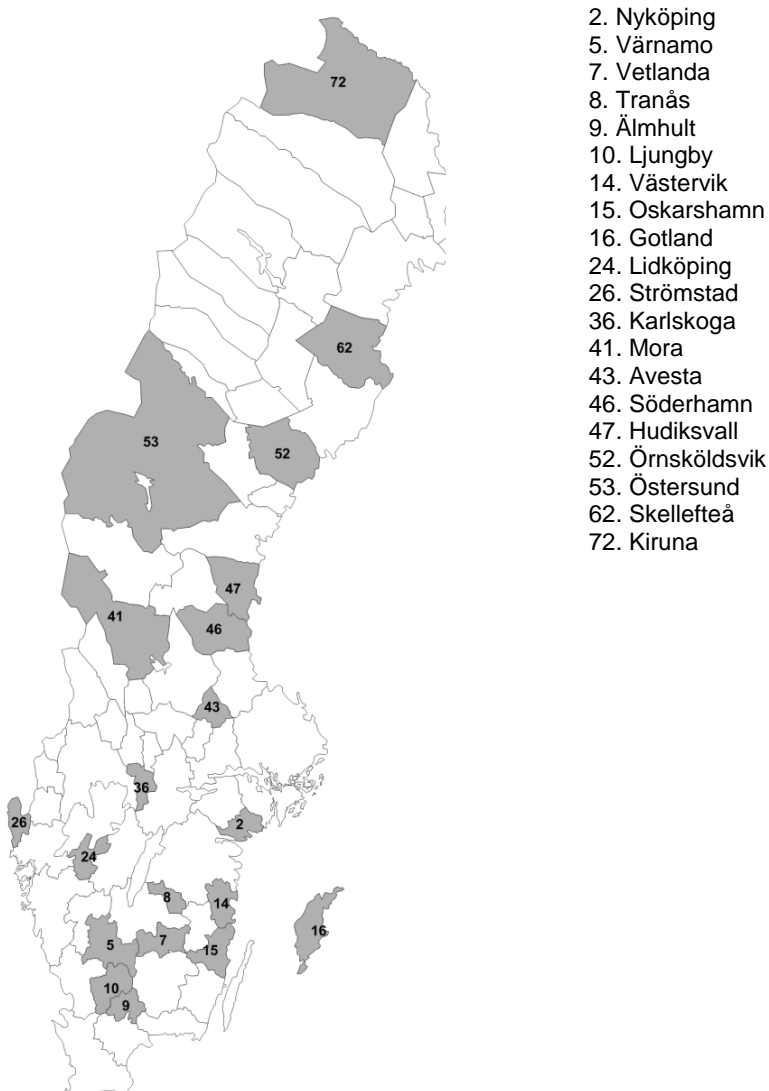 2. Nyköping
5. Värnamo
7. Vetlanda
8. Tranås
9. Älmhult
10. Ljungby
14. Västervik
15. Oskarshamn
16. Gotland
24. Lidköping
26. Strömstad
36. Karlskoga
41. Mora
43. Avesta
46. Söderhamn
47. Hudiksvall
52. Örnsköldsvik
53. Östersund
62. Skellefteå
72. Kiruna
72
62
53
52
47
41
46
43
36
26
2
24
8
14
16
5
7
15
10
9